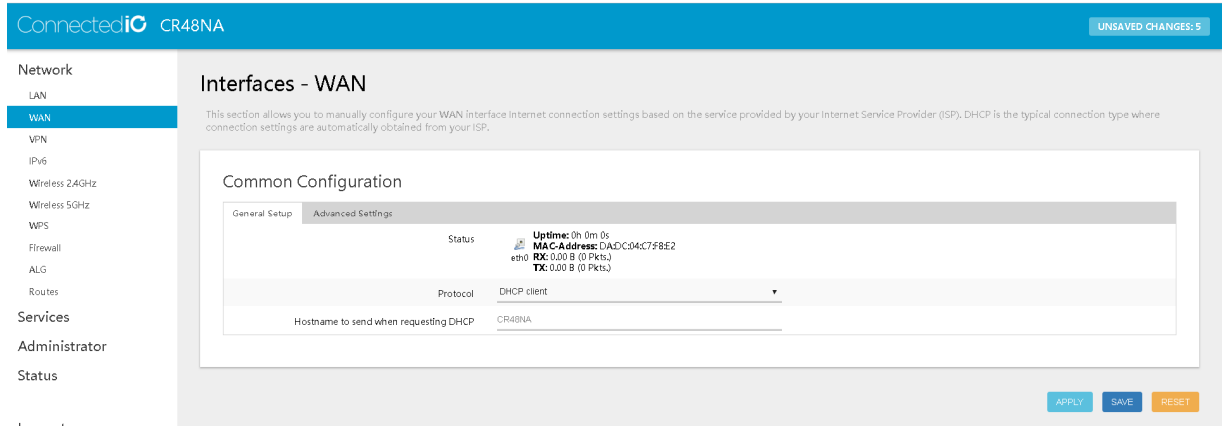 ConnectediO CR48NA
UNSAVED CHANGES: 5
Network
LAN
WAN
VPN
IPv6
Wireless 2.4GHz
Wireless 5GHz
WPS
Firewall
ALG
Routes
Services
Administrator
Status
Interfaces - WAN
This section allows you to manually configure your WAN interface Internet connection settings based on the service provided by your Internet Service Provider (ISP). DHCP is the typical connection type where
connection settings are automatically obtained from your ISP.
Common Configuration
General Setup Advanced Settings
Status
eth0
Uptime: 0h 0m 0s
MAC-Address: DA:DC:04:C7:F8:E2
RX: 0.00 B (0 Pkts.)
TX: 0.00 B (0 Pkts.)
Protocol DHCP client
Hostname to send when requesting DHCP CR48NA
APPLY SAVE RESET